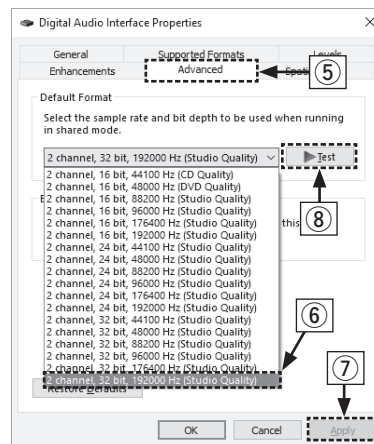 Digital Audio Interface Properties
General Supported Formats Levels
Enhancements Advanced Spati
⑤
Default Format
Select the sample rate and bit depth to be used when running
in shared mode.
2 channel, 32 bit, 192000 Hz (Studio Quality) Test
2 channel, 16 bit, 44100 Hz (CD Quality)
2 channel, 16 bit, 48000 Hz (DVD Quality)
2 channel, 16 bit, 88200 Hz (Studio Quality)
2 channel, 16 bit, 96000 Hz (Studio Quality)
2 channel, 16 bit, 176400 Hz (Studio Quality) this
2 channel, 16 bit, 192000 Hz (Studio Quality)
⑧
2 channel, 24 bit, 44100 Hz (Studio Quality)
2 channel, 24 bit, 48000 Hz (Studio Quality)
2 channel, 24 bit, 88200 Hz (Studio Quality)
2 channel, 24 bit, 96000 Hz (Studio Quality)
2 channel, 24 bit, 176400 Hz (Studio Quality)
2 channel, 24 bit, 192000 Hz (Studio Quality)
2 channel, 32 bit, 44100 Hz (Studio Quality)
2 channel, 32 bit, 48000 Hz (Studio Quality)
2 channel, 32 bit, 88200 Hz (Studio Quality)
2 channel, 32 bit, 96000 Hz (Studio Quality)
2 channel, 32 bit, 176400 Hz (Studio Quality)
2 channel, 32 bit, 192000 Hz (Studio Quality)
⑥
⑦
Restore Defaults
OK Cancel Apply